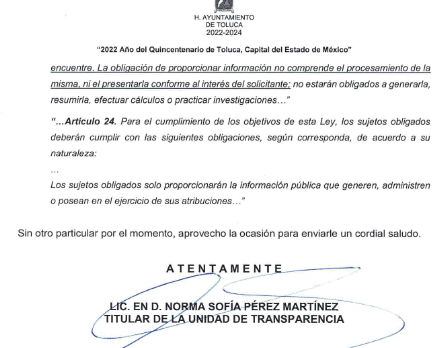 H. AYUNTAMIENTO
DE TOLUCA
2022-2024
“2022 Año del Quincentenario de Toluca, Capital del Estado de México”
encuentre. La obligación de proporcionar información no comprende el procesamiento de la
misma, ni el presentarla conforme al interés del solicitante; no estarán obligados a generarla,
resumirla, efectuar cálculos o practicar investigaciones…”
“…Artículo 24. Para el cumplimiento de los objetivos de esta Ley, los sujetos obligados
deberán cumplir con las siguientes obligaciones, según corresponda, de acuerdo a su
naturaleza:
…
Los sujetos obligados solo proporcionarán la información pública que generen, administren
o posean en el ejercicio de sus atribuciones…”
Sin otro particular por el momento, aprovecho la ocasión para enviarle un cordial saludo.
A T E N T A M E N T E
LIC. EN D. NORMA SOFÍA PÉREZ MARTÍNEZ
TITULAR DE LA UNIDAD DE TRANSPARENCIA